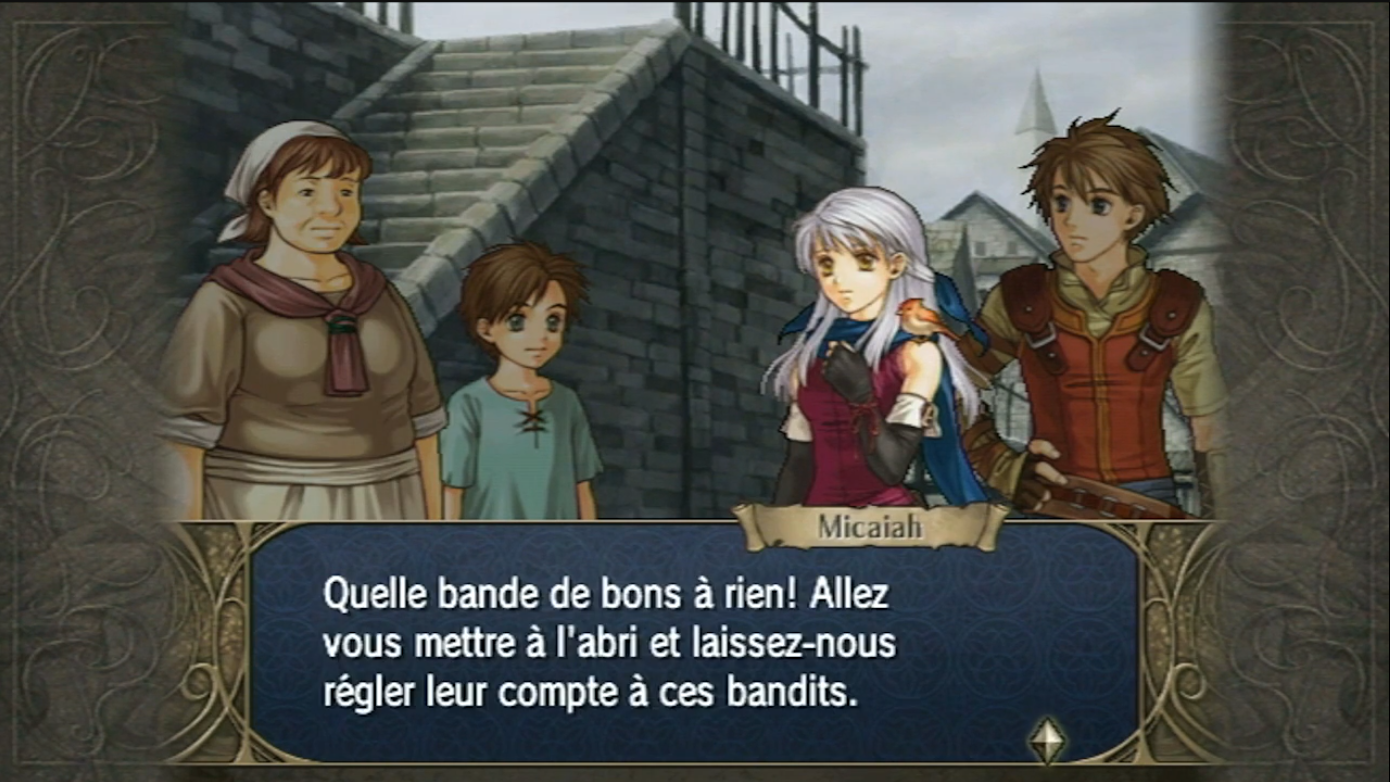 Micaiah
Quelle bande de bons à rien! Allez
vous mettre à l'abri et laissez-nous
régler leur compte à ces bandits.